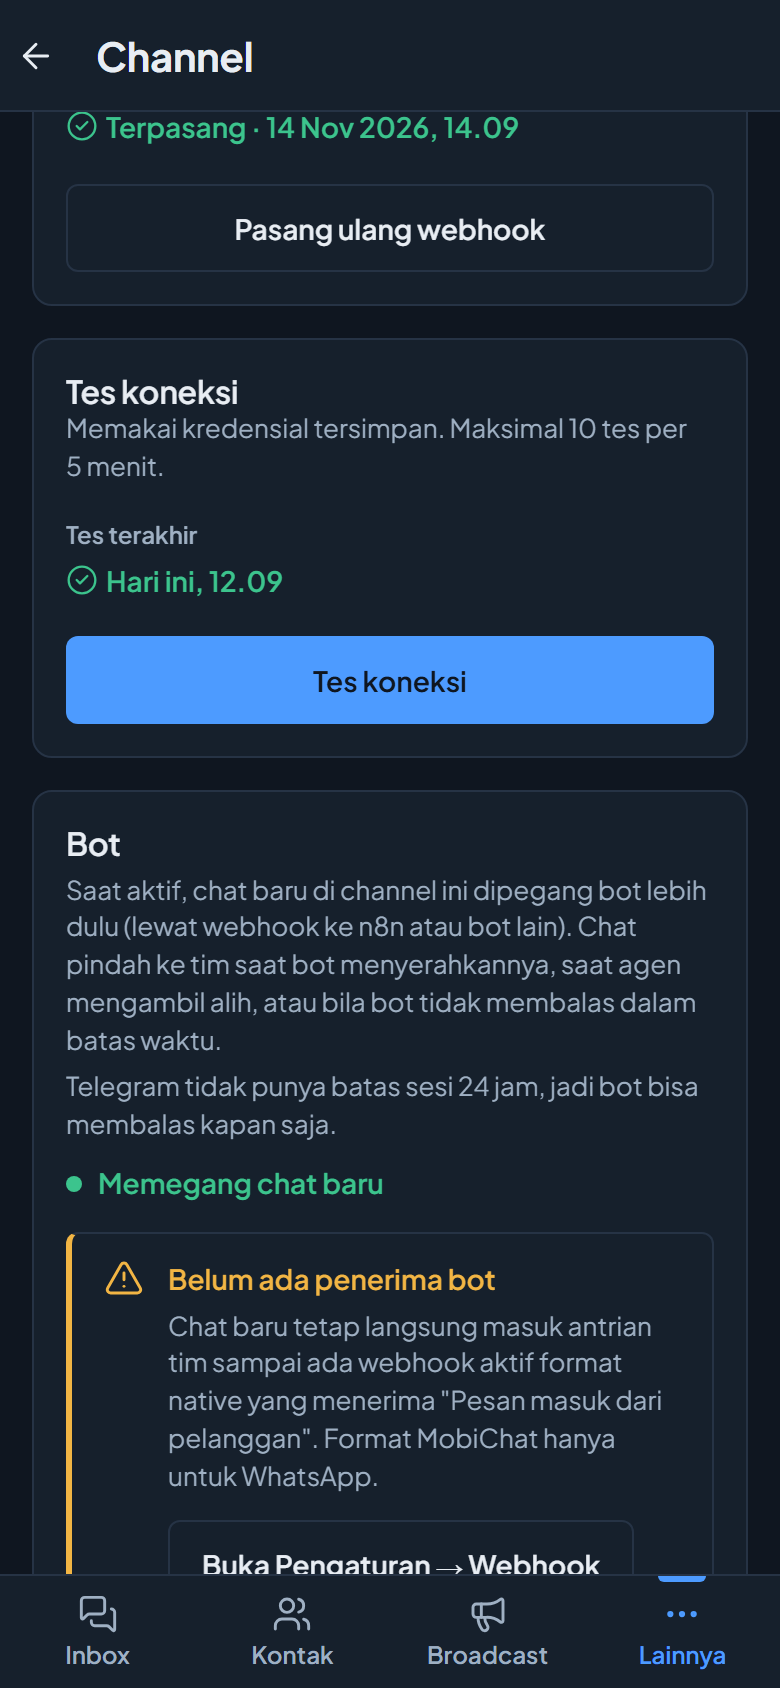 Channel
Terpasang · 14 Nov 2026, 14.09
Pasang ulang webhook
Tes koneksi
Memakai kredensial tersimpan. Maksimal 10 tes per
5 menit.
Tes terakhir
Hari ini, 12.09
Tes koneksi
Bot
Saat aktif, chat baru di channel ini dipegang bot lebih
dulu (lewat webhook ke n8n atau bot lain). Chat
pindah ke tim saat bot menyerahkannya, saat agen
mengambil alih, atau bila bot tidak membalas dalam
batas waktu.
Telegram tidak punya batas sesi 24 jam, jadi bot bisa
membalas kapan saja.
Memegang chat baru
Belum ada penerima bot
Chat baru tetap langsung masuk antrian
tim sampai ada webhook aktif format
native yang menerima "Pesan masuk dari
pelanggan". Format MobiChat hanya
untuk WhatsApp.
Buka Pengaturan → Webhook
Inbox
Kontak
Broadcast
Lainnya